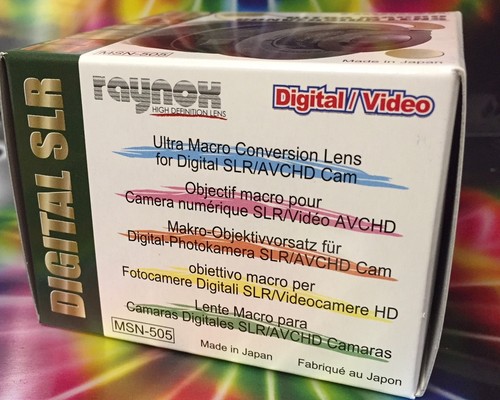 MSN-505
Made in Japan
DIGITAL SLR
raynox
HIGH DEFINITION LENS
Digital/Video
Ultra Macro Conversion Lens
for Digital SLR/AVCHD Cam
Objectif macro pour
Camera numérique SLR/Vidéo AVCHD
Makro-Objektivvorsatz für
Digital-Photokamera SLR/AVCHD Cam
obiettivo macro per
Fotocamere Digitali SLR/Videocamere HD
Lente Macro para
Camaras Digitales SLR/AVCHD Camaras
MSN-505
Made in Japan
Fabriqué au Japon